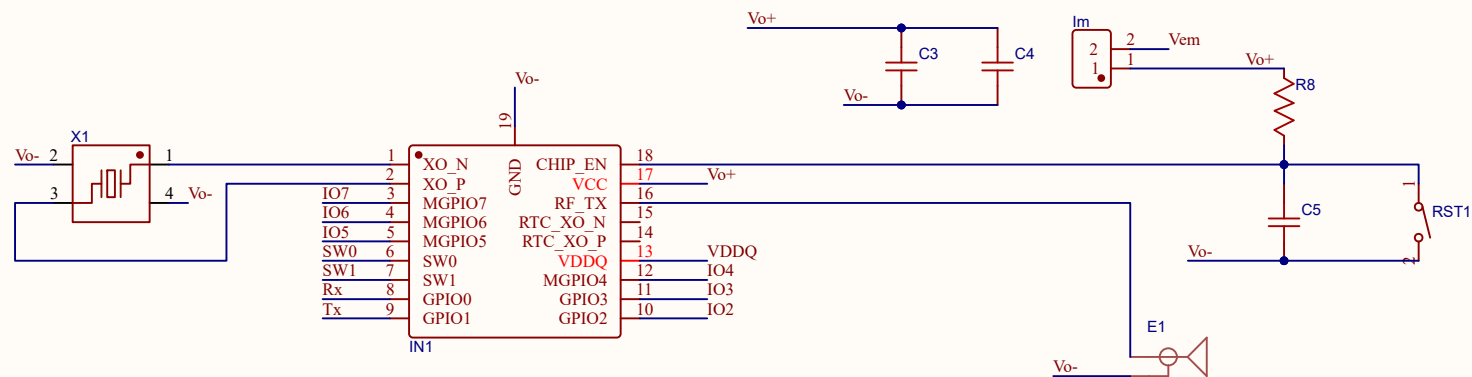 Vo+
C3
C4
Vo-
Im
2
2
Vem
1
1
Vo+
R8
Vo-
19
X1
Vo-
2
1
3
4
Vo-
1
XO_N
2
XO_P
IO7
3
MGPIO7
IO6
4
MGPIO6
IO5
5
MGPIO5
SW0
6
SW0
SW1
7
SW1
Rx
8
GPIO0
Tx
9
GPIO1
GND
CHIP_EN
18
VCC
17
Vo+
RF_TX
16
RTC_XO_N
15
RTC_XO_P
14
VDDQ
13
VDDQ
MGPIO4
12
IO4
GPIO3
11
IO3
GPIO2
10
IO2
IN1
C5
1
RST1
2
Vo-
E1
Vo-